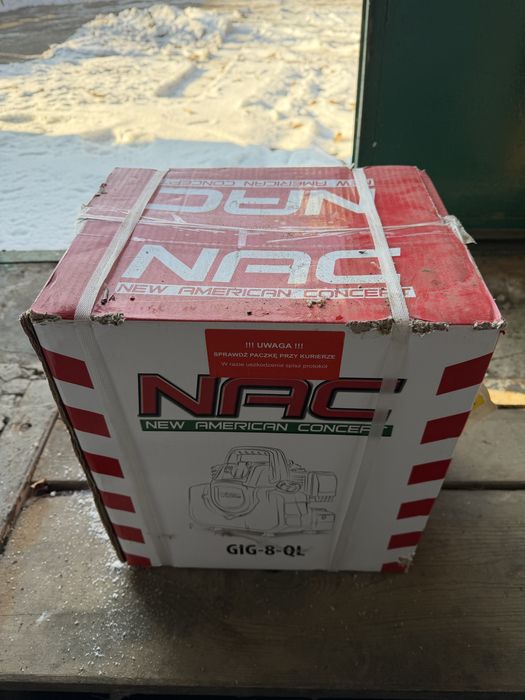 NAC
NEW AMERICAN CONCEPT
NAC
NEW AMERICAN CONCEPT
!!! UWAGA !!!
SPRAWDŹ PACZKĘ PRZY KURIERZE
W razie uszkodzenia spisz protokół
NAC
NEW AMERICAN CONCEPT
GIG-8-QL